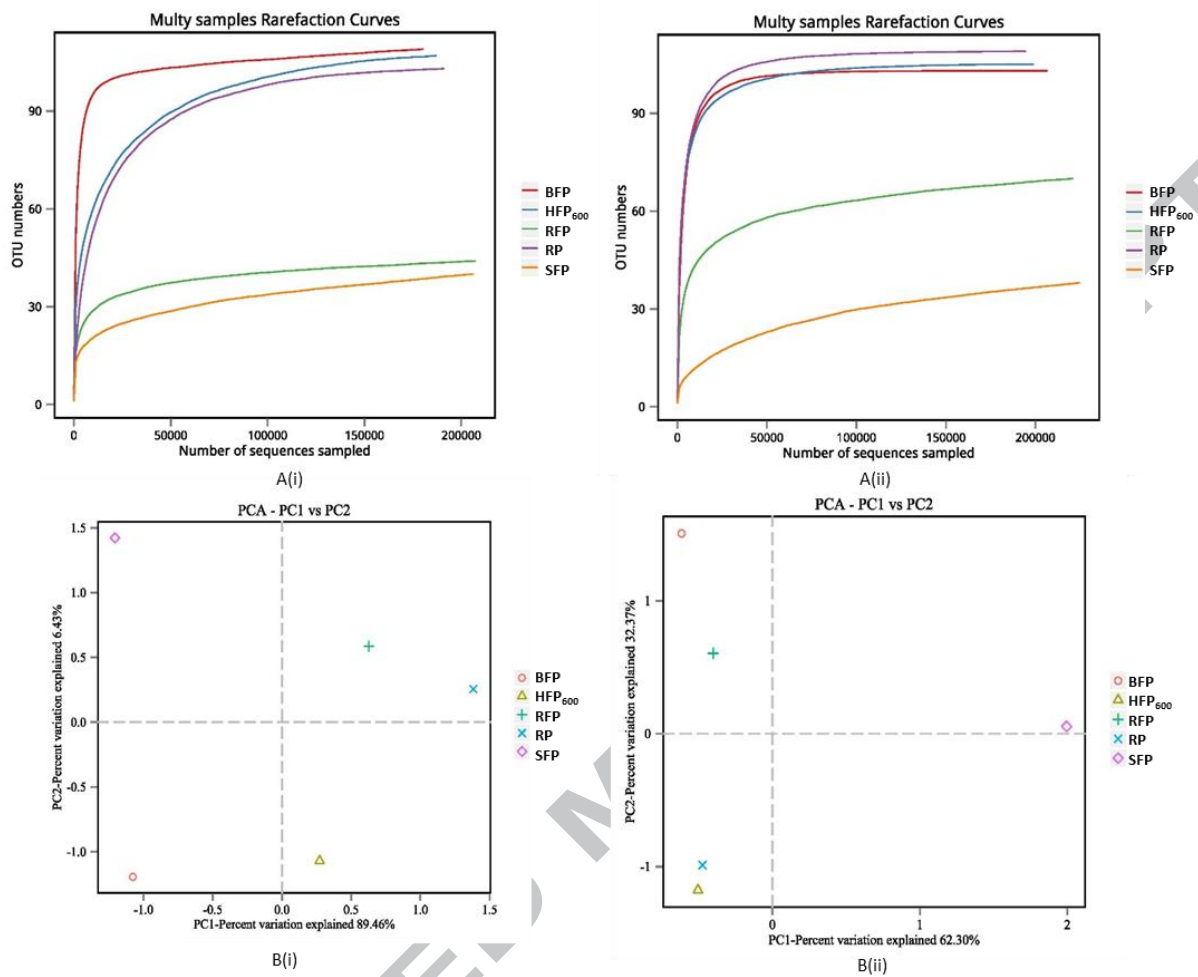 Multy samples Rarefaction Curves
OTU numbers
90
60
30
0
0 50000 100000 150000 200000
Number of sequences sampled
BFP
HFP600
RFP
RP
SFP
A(i)
Multy samples Rarefaction Curves
OTU numbers
90
60
30
0
0 50000 100000 150000 200000
Number of sequences sampled
BFP
HFP600
RFP
RP
SFP
A(ii)
PCA - PC1 vs PC2
PC2-Percent variation explained 6.43%
1.5
1.0
0.5
0.0
-0.5
-1.0
-1.0 -0.5 0.0 0.5 1.0 1.5
PC1-Percent variation explained 89.46%
BFP
HFP600
RFP
RP
SFP
B(i)
PCA - PC1 vs PC2
PC2-Percent variation explained 32.37%
1
0
-1
0 1 2
PC1-Percent variation explained 62.30%
BFP
HFP600
RFP
RP
SFP
B(ii)